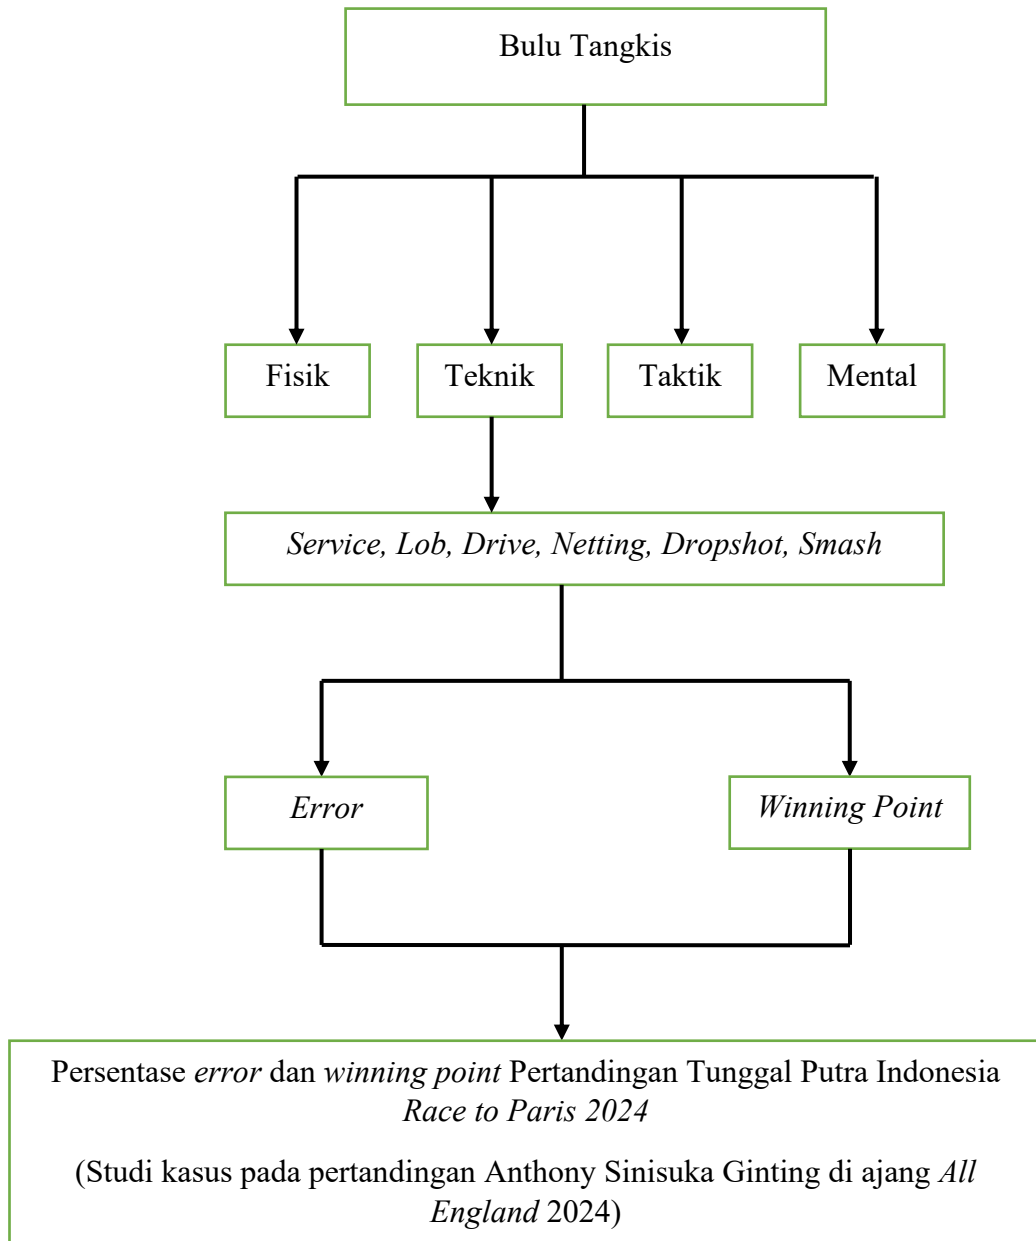 Bulu Tangkis
Fisik
Teknik
Taktik
Mental
Service, Lob, Drive, Netting, Dropshot, Smash
Error
Winning Point
Persentase error dan winning point Pertandingan Tunggal Putra Indonesia
Race to Paris 2024
(Studi kasus pada pertandingan Anthony Sinisuka Ginting di ajang All
England 2024)